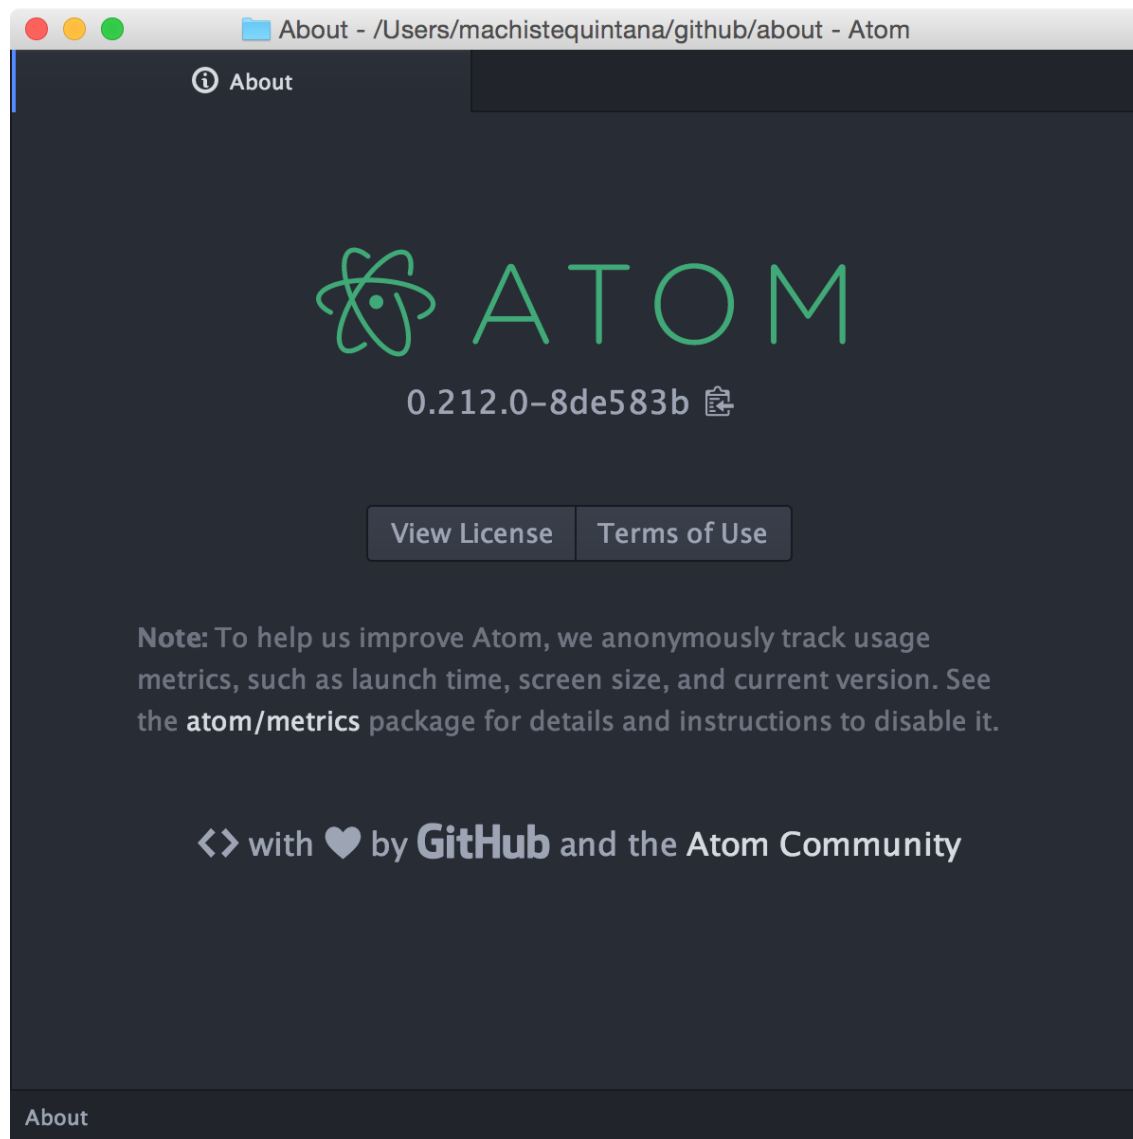 About - /Users/machistequintana/github/about - Atom
About
ATOM
0.212.0-8de583b
View License Terms of Use
Note: To help us improve Atom, we anonymously track usage
metrics, such as launch time, screen size, and current version. See
the atom/metrics package for details and instructions to disable it.
<> with ♥ by GitHub and the Atom Community
About